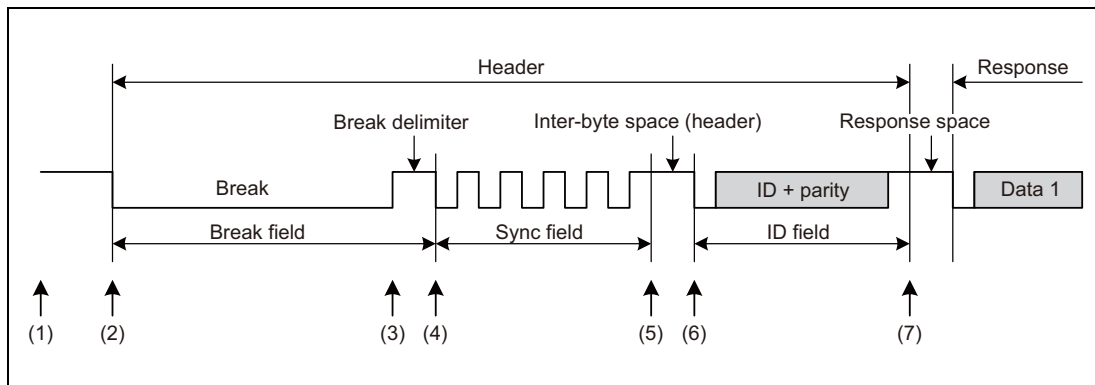 Header
Response
Break delimiter
Inter-byte space (header)
Response space
Break
ID + parity
Data 1
Break field
Sync field
ID field
(1)
(2)
(3)
(4)
(5)
(6)
(7)